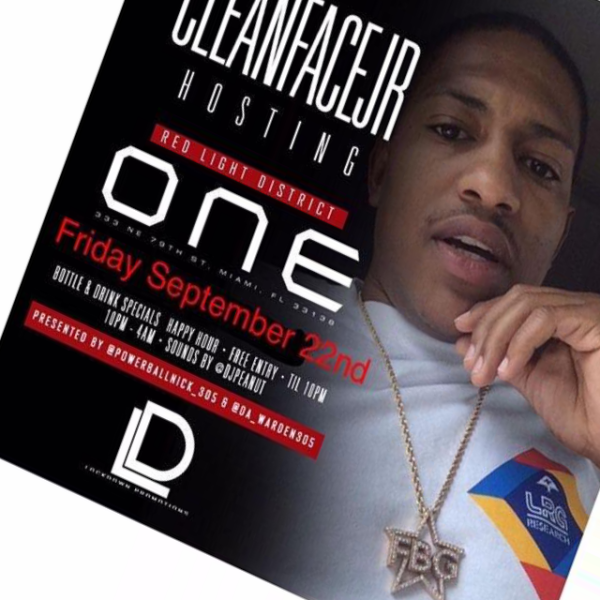 CLEANFACEJR
HOSTING
RED LIGHT DISTRICT
ONE
333 NE 79TH ST. MIAMI, FL 33138
Friday September 22nd
BOTTLE & DRINK SPECIALS HAPPY HOUR • FREE ENTRY • TIL 10PM
10PM - 4AM • SOUNDS BY @DJPEANUT
PRESENTED BY @POWERBALLNICK_305 & @DA_WARDEN305
LD
LOCKDOWN PROMOTIONS
LRG
RESEARCH
FBG